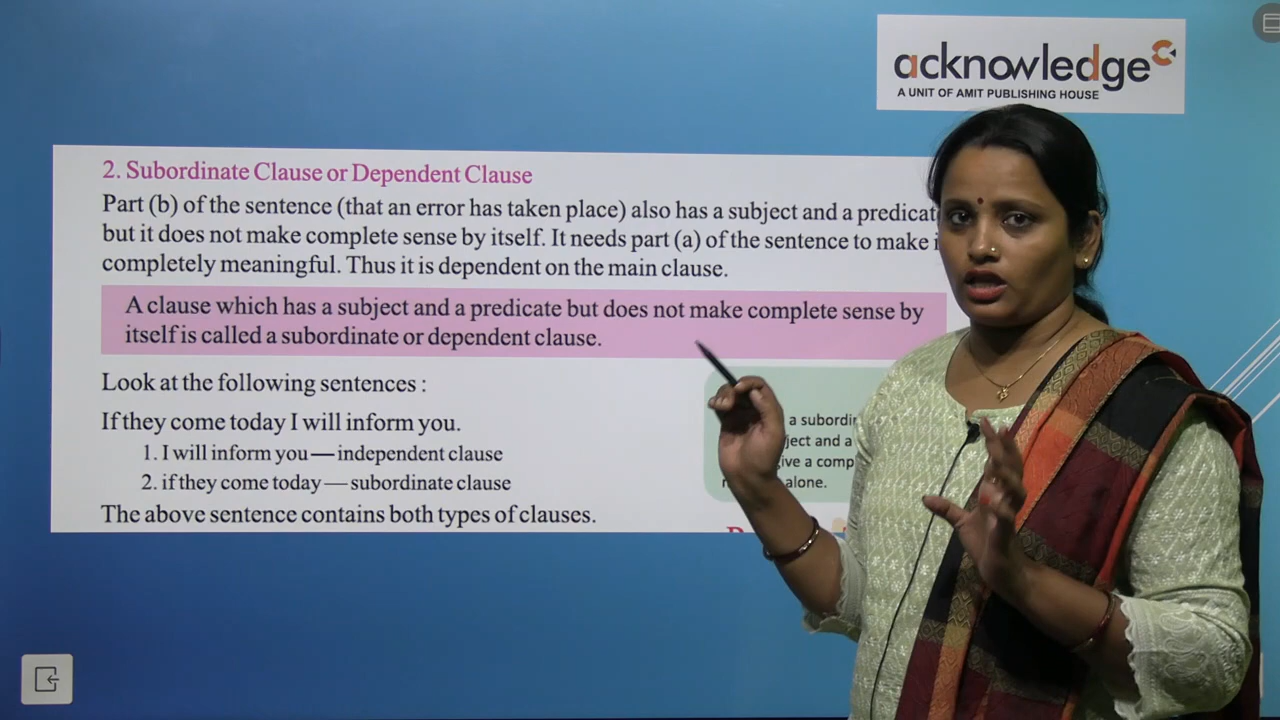 acknowledge
A UNIT OF AMIT PUBLISHING HOUSE
2. Subordinate Clause or Dependent Clause
Part (b) of the sentence (that an error has taken place) also has a subject and a
but it does not make complete sense by itself. It needs part (a) of the sentence to make
completely meaningful. Thus it is dependent on the main clause.
A clause which has a subject and a predicate but does not make complete sense by
itself is called a subordinate or dependent clause.
Look at the following sentences :
If they come today I will inform you.
1. I will inform you — independent clause
2. if they come today — subordinate clause
The above sentence contains both types of clauses.
a
and a
a
alone.